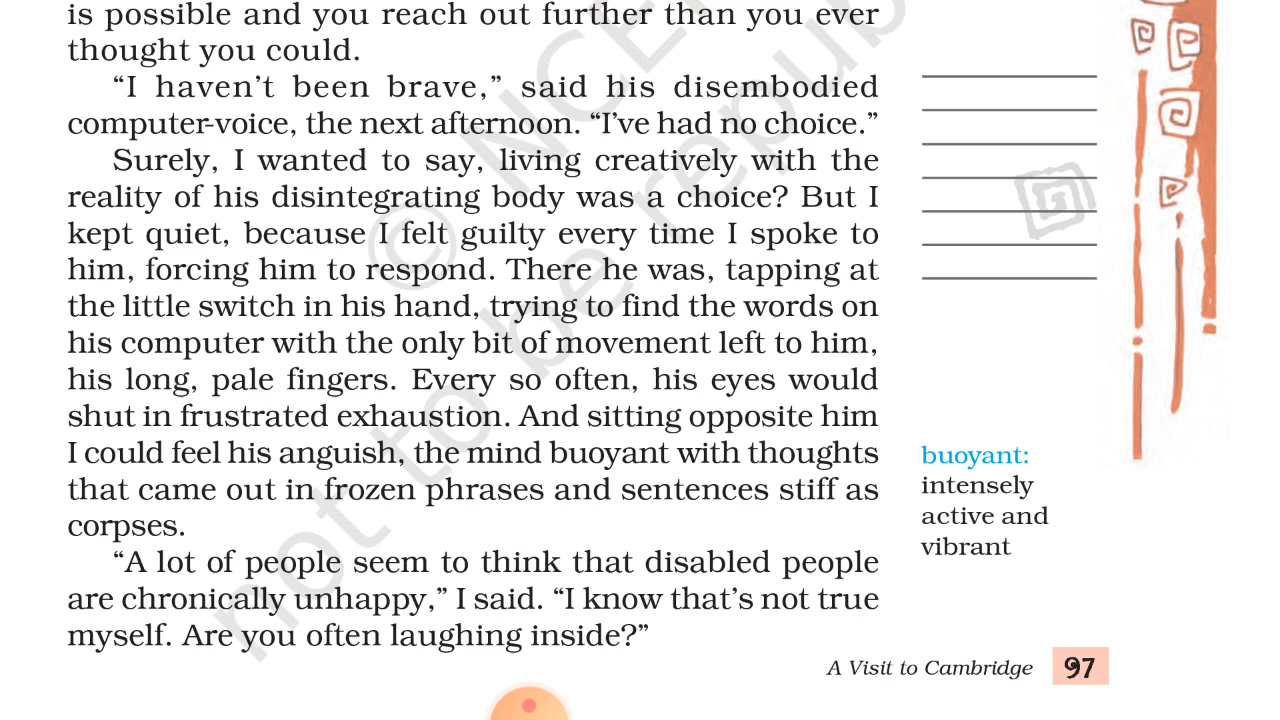 is possible and you reach out further than you ever
thought you could.
“I haven’t been brave,” said his disembodied
computer-voice, the next afternoon. “I’ve had no choice.”
Surely, I wanted to say, living creatively with the
reality of his disintegrating body was a choice? But I
kept quiet, because I felt guilty every time I spoke to
him, forcing him to respond. There he was, tapping at
the little switch in his hand, trying to find the words on
his computer with the only bit of movement left to him,
his long, pale fingers. Every so often, his eyes would
shut in frustrated exhaustion. And sitting opposite him
I could feel his anguish, the mind buoyant with thoughts
that came out in frozen phrases and sentences stiff as
corpses.
“A lot of people seem to think that disabled people
are chronically unhappy,” I said. “I know that’s not true
myself. Are you often laughing inside?”
buoyant:
intensely
active and
vibrant
A Visit to Cambridge 97
not to be republ
© NCE